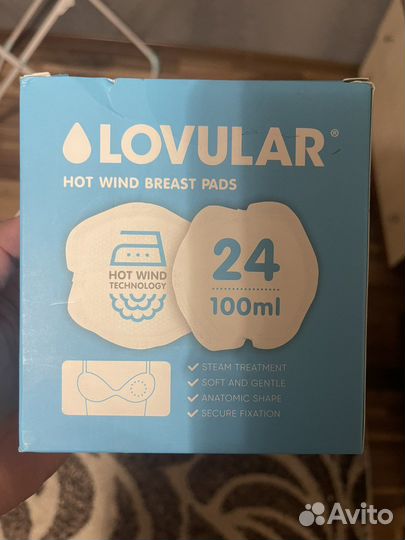 LOVULAR®
HOT WIND BREAST PADS
HOT WIND
TECHNOLOGY
24
100ml
STEAM TREATMENT
SOFT AND GENTLE
ANATOMIC SHAPE
SECURE FIXATION
Avito